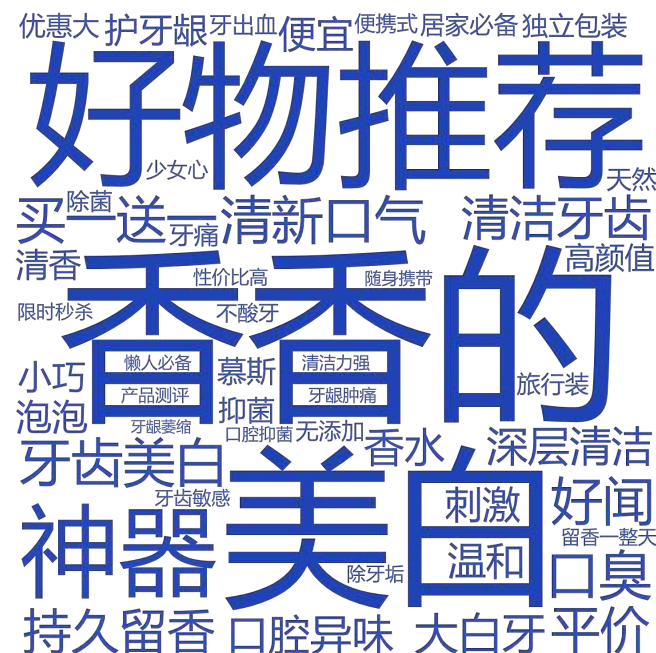 优惠大 护牙龈 牙出血 便宜 便携式 居家必备 独立包装
好物推荐
少女心 天然
买一送一 除菌 牙痛 清新口气 清洁牙齿
清香 高颜值
香香的
性价比高 随身携带
限时秒杀 不酸牙
小巧 懒人必备 慕斯 清洁力强 旅行装
产品测评 牙龈肿痛
泡泡 抑菌
牙龈萎缩 口腔抑菌 无添加
牙齿美白 香水 深层清洁
美白
牙齿敏感 刺激 好闻
神器 留香一整天
温和
除牙垢 口臭
持久留香 口腔异味 大白牙 平价